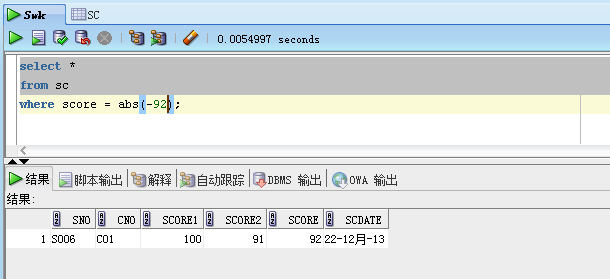 Swk SC
0.0054997 seconds
select *
from sc
where score = abs(-92);
结果 脚本输出 解释 自动跟踪 DBMS 输出 OWA 输出
结果:
SNO CNO SCORE1 SCORE2 SCORE SCDATE
1 S006 C01 100 91 92 22-12月-13